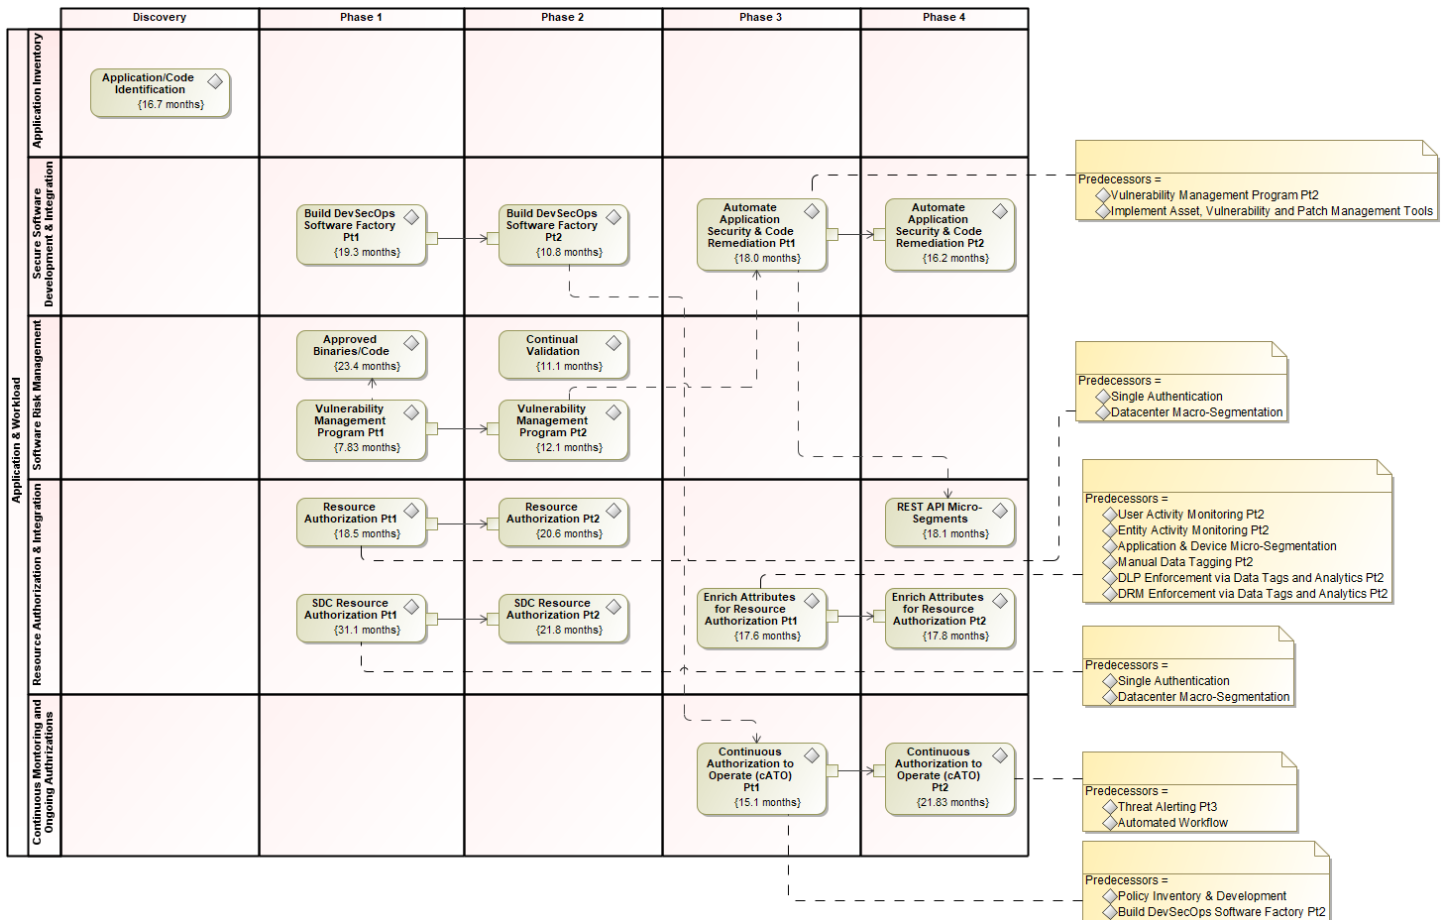 Discovery
Phase 1
Phase 2
Phase 3
Phase 4
Application & Workload
Application Inventory
Application/Code
Identification
{16.7 months}
Secure Software
Development & Integration
Build DevSecOps
Software Factory
Pt1
{19.3 months}
Build DevSecOps
Software Factory
Pt2
{10.8 months}
Automate
Application
Security & Code
Remediation Pt1
{18.0 months}
Automate
Application
Security & Code
Remediation Pt2
{16.2 months}
Predecessors =
Vulnerability Management Program Pt2
Implement Asset, Vulnerability and Patch Management Tools
Software Risk Management
Approved
Binaries/Code
{23.4 months}
Continual
Validation
{11.1 months}
Vulnerability
Management
Program Pt1
{7.83 months}
Vulnerability
Management
Program Pt2
{12.1 months}
Predecessors =
Single Authentication
Datacenter Macro-Segmentation
Resource Authorization & Integration
Resource
Authorization Pt1
{18.5 months}
Resource
Authorization Pt2
{20.6 months}
REST API Micro-
Segments
{18.1 months}
SDC Resource
Authorization Pt1
{31.1 months}
SDC Resource
Authorization Pt2
{21.8 months}
Enrich Attributes
for Resource
Authorization Pt1
{17.6 months}
Enrich Attributes
for Resource
Authorization Pt2
{17.8 months}
Predecessors =
User Activity Monitoring Pt2
Entity Activity Monitoring Pt2
Application & Device Micro-Segmentation
Manual Data Tagging Pt2
DLP Enforcement via Data Tags and Analytics Pt2
DRM Enforcement via Data Tags and Analytics Pt2
Predecessors =
Single Authentication
Datacenter Macro-Segmentation
Continuous Monitoring and
Ongoing Authrizations
Continuous
Authorization to
Operate (cATO)
Pt1
{15.1 months}
Continuous
Authorization to
Operate (cATO)
Pt2
{21.83 months}
Predecessors =
Threat Alerting Pt3
Automated Workflow
Predecessors =
Policy Inventory & Development
Build DevSecOps Software Factory Pt2